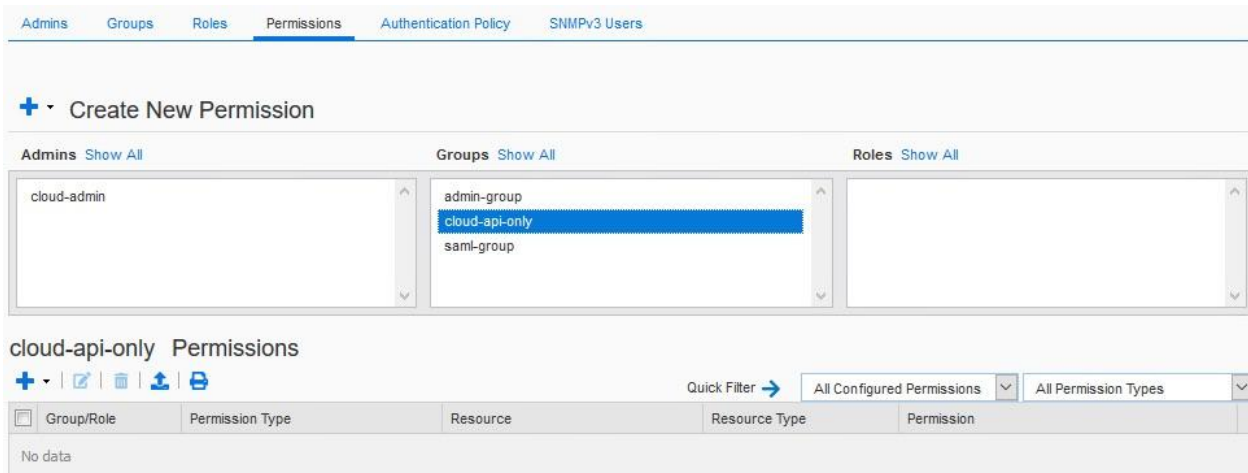 Admins Groups Roles Permissions Authentication Policy SNMPv3 Users
Create New Permission
Admins Show All Groups Show All Roles Show All
cloud-admin
admin-group
cloud-api-only
saml-group
cloud-api-only Permissions
Quick Filter All Configured Permissions All Permission Types
Group/Role Permission Type Resource Resource Type Permission
No data